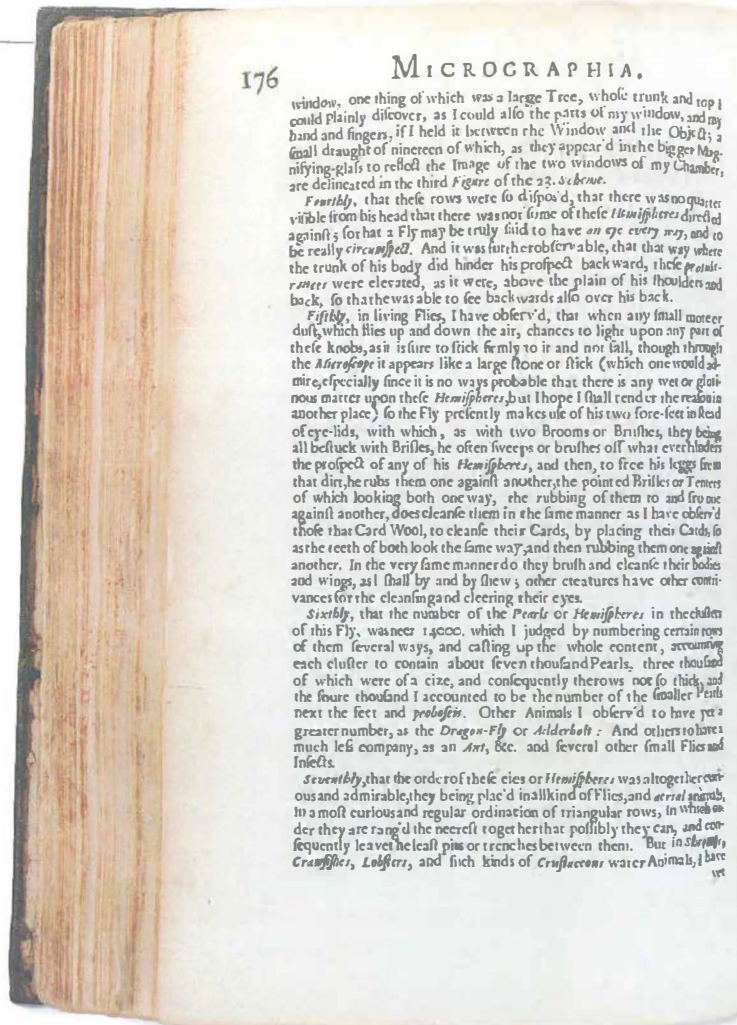 176 MICROGRAPHIA.
window, one thing of which was a large Tree, whoſe trunk and top I
could plainly diſcover, as I could alſo the parts of my window, and my
hand and fingers, if I held it between the Window and the Object; a
ſmall draught of nineteen of which, as they appear'd in the bigger Mag-
nifying-glaſs to reflect the Image of the two windows of my Chamber,
are delineated in the third Figure of the 23. Scheme.
Fourthly, that theſe rows were ſo diſpos'd, that there was no quarter
viſible from his head that there was not ſome of theſe Hemiſpheres directed
againſt; ſo that a Fly may be truly ſaid to have an eye every way, and to
be really circumſpect. And it was further obſervable, that that way where
the trunk of his body did hinder his proſpect backward, theſe protube-
rances were elevated, as it were, above the plain of his ſhoulders and
back, ſo that he was able to ſee backwards alſo over his back.
Fifthly, in living Flies, I have obſerv'd, that when any ſmall mote or
duſt, which flies up and down the air, chances to light upon any part of
theſe knobs, as it is ſure to ſtick firmly to it and not fall, though through
the Microſcope it appears like a large ſtone or ſtick (which one would ad-
mire, eſpecially ſince it is no ways probable that there is any wet or gluti-
nous matter upon theſe Hemiſpheres, but I hope I ſhall render the reaſon in
another place) ſo the Fly preſently makes uſe of his two fore-feet in ſtead
of eye-lids, with which, as with two Brooms or Bruſhes, they being
all beſtuck with Briſles, he often ſweeps or bruſhes off what ever hinders
the proſpect of any of his Hemiſpheres, and then, to free his leggs from
that dirt, he rubs them one againſt another, the pointed Briſles or Tenters
of which looking both one way, the rubbing of them to and fro one
againſt another, does cleanſe them in the ſame manner as I have obſerv'd
thoſe that Card Wool, to cleanſe their Cards, by placing their Cards, ſo
as the teeth of both look the ſame way, and then rubbing them one againſt
another. In the very ſame manner do they bruſh and cleanſe their bodies
and wings, as I ſhall by and by ſhew; other creatures have other contri-
vances for the cleanſing and cleering their eyes.
Sixthly, that the number of the Pearls or Hemiſpheres in the cluſters
of this Fly, was neer 14000. which I judged by numbering certain rows
of them ſeveral ways, and caſting up the whole content, accounting
each cluſter to contain about ſeven thouſand Pearls, three thouſand
of which were of a cize, and conſequently the rows not ſo thick, and
the foure thouſand I accounted to be the number of the ſmaller Pearls
next the feet and proboſcis. Other Animals I obſerv'd to have yet a
greater number, as the Dragon-Fly or Adderbolt: And others to have a
much leſs company, as an Ant, &c. and ſeveral other ſmall Flies and
Inſects.
Seventhly, that the order of theſe eies or Hemiſpheres was altogether curi-
ous and admirable, they being plac'd in all kind of Flies, and aerial animals,
in a moſt curious and regular ordination of triangular rows, in which or-
der they are rang'd the neereſt together that poſſibly they can, and con-
ſequently leave the leaſt pits or trenches between them. But in Shrimps,
Crawfiſhes, Lobſters, and ſuch kinds of Cruſtaceous water Animals, I have
yet